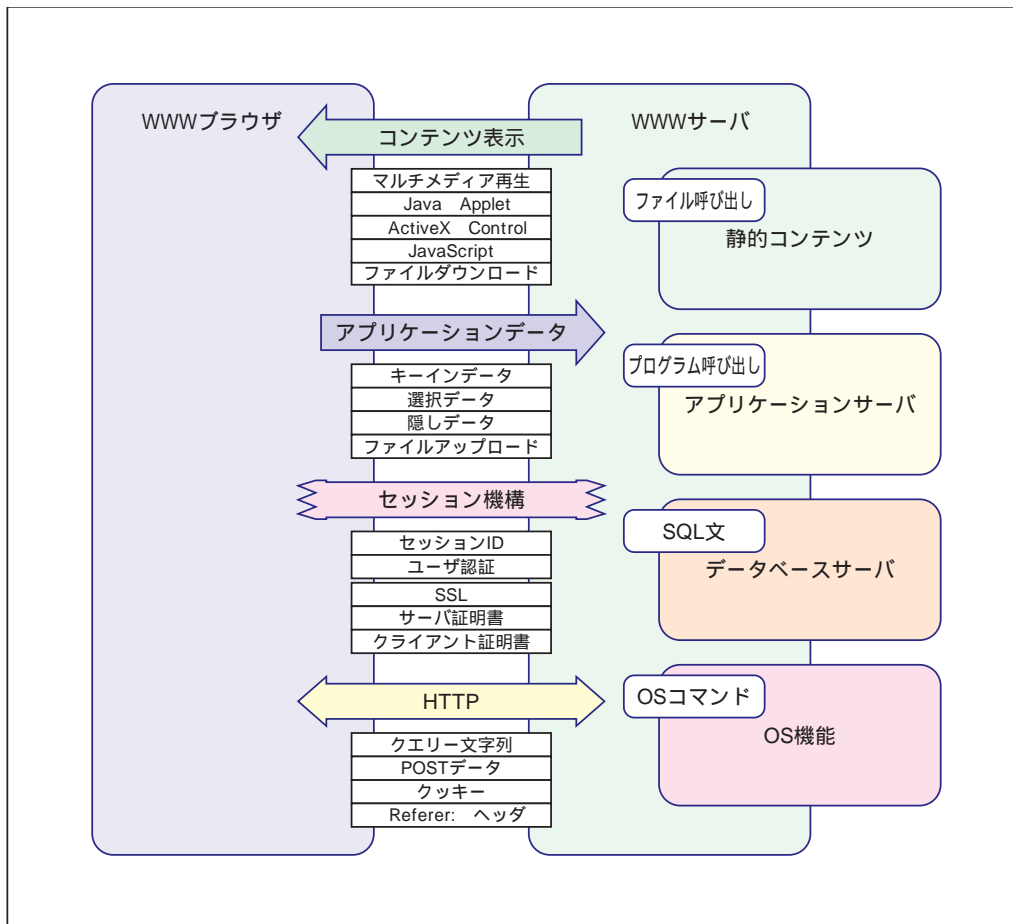 WWWブラウザ
WWWサーバ
コンテンツ表示
マルチメディア再生
Java　Applet
ActiveX　Control
JavaScript
ファイルダウンロード
ファイル呼び出し
静的コンテンツ
アプリケーションデータ
キーインデータ
選択データ
隠しデータ
ファイルアップロード
プログラム呼び出し
アプリケーションサーバ
セッション機構
セッションID
ユーザ認証
SSL
サーバ証明書
クライアント証明書
SQL文
データベースサーバ
HTTP
クエリー文字列
POSTデータ
クッキー
Referer:　ヘッダ
OSコマンド
OS機能